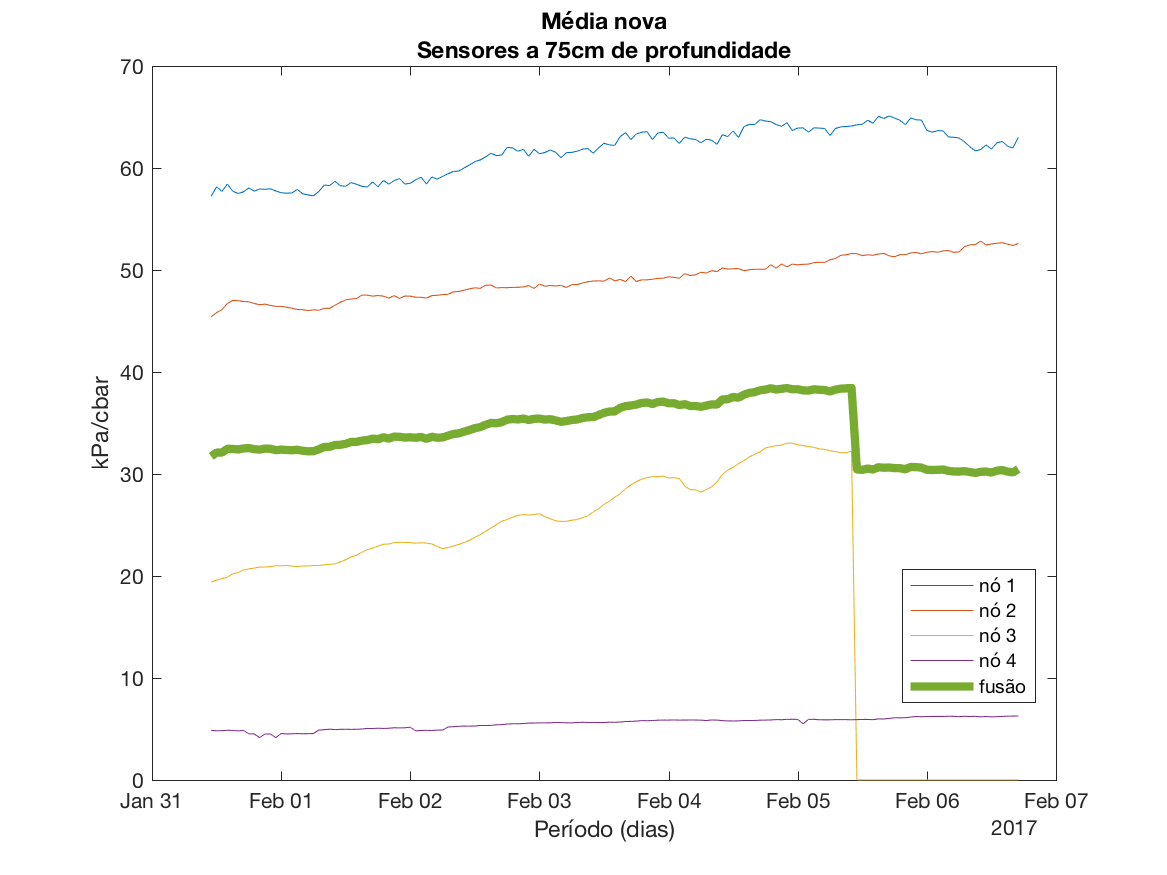 Média nova
Sensores a 75cm de profundidade
kPa/cbar
70
60
50
40
30
20
10
0
nó 1
nó 2
nó 3
nó 4
fusão
Jan 31 Feb 01 Feb 02 Feb 03 Feb 04 Feb 05 Feb 06 Feb 07
Período (dias)
2017